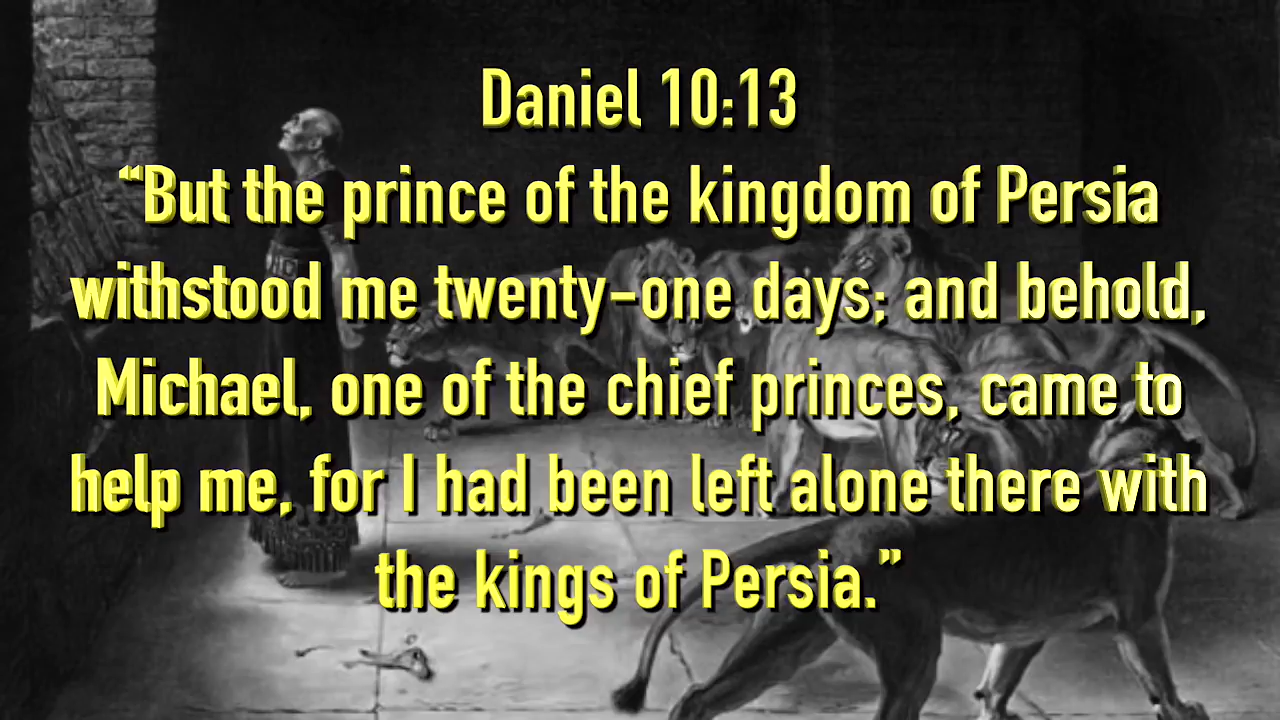 Daniel 10:13
“But the prince of the kingdom of Persia
withstood me twenty-one days; and behold,
Michael, one of the chief princes, came to
help me, for I had been left alone there with
the kings of Persia.”